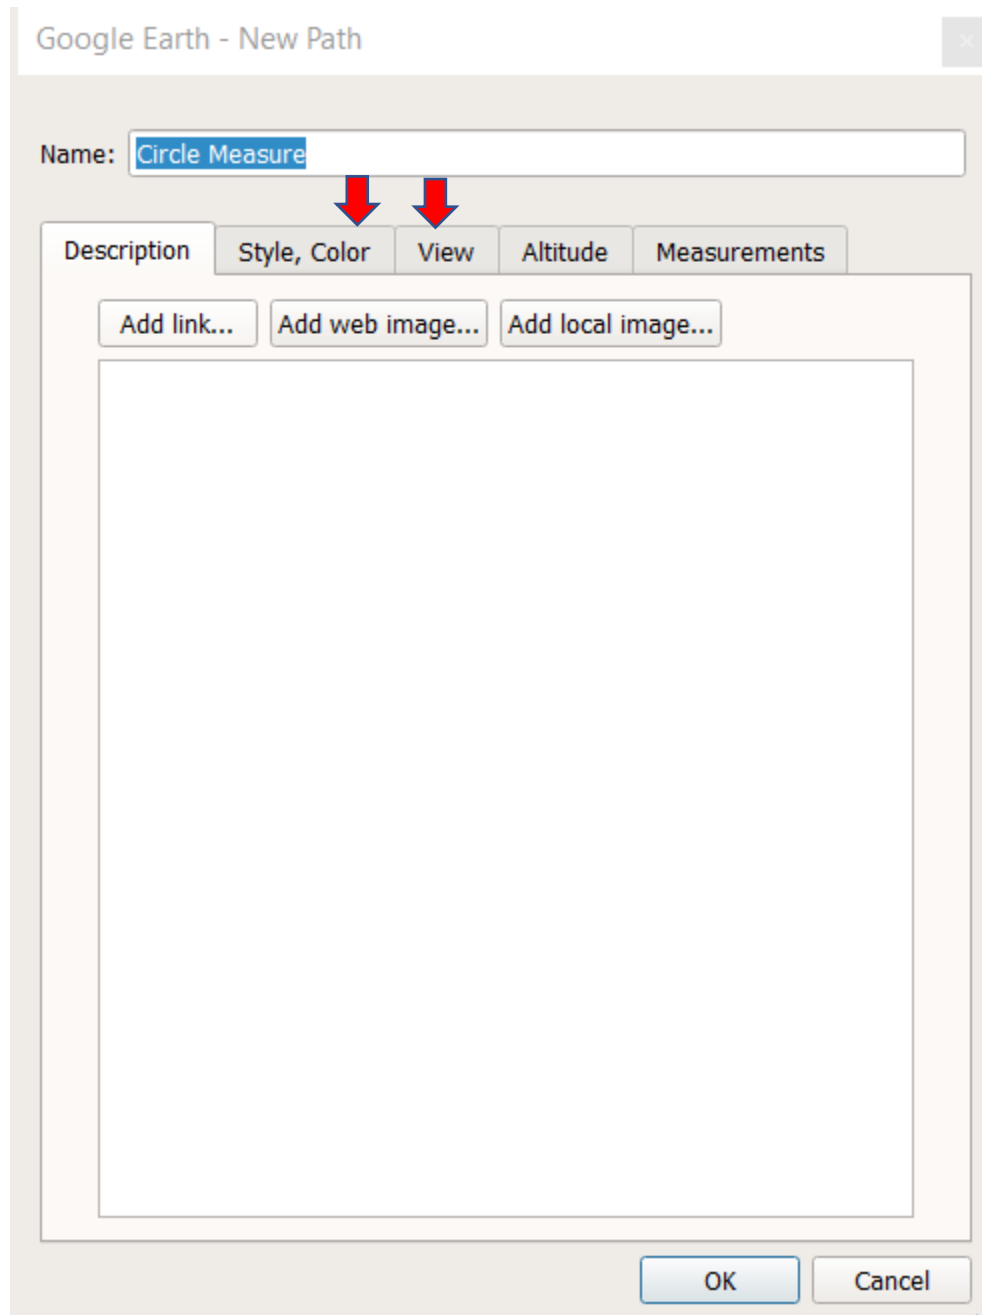 Google Earth - New Path
Name: Circle Measure
Description Style, Color View Altitude Measurements
Add link... Add web image... Add local image...
OK Cancel